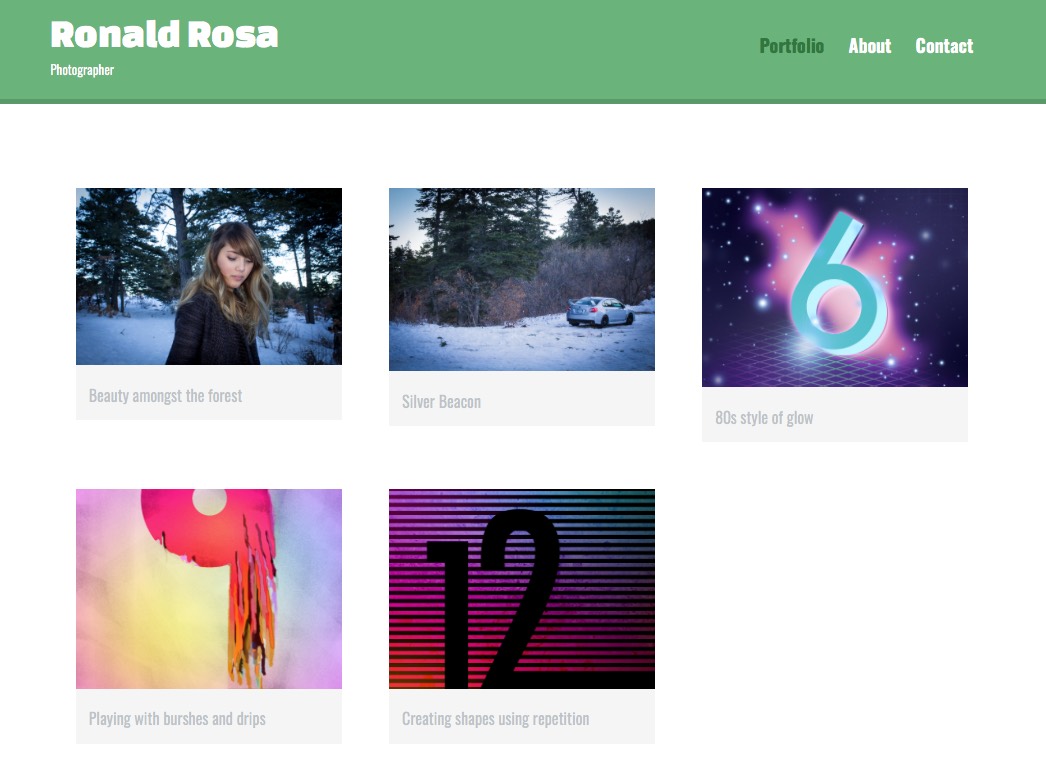 Ronald Rosa
Photographer
Portfolio About Contact
Beauty amongst the forest
Silver Beacon
6
80s style of glow
9
Playing with burshes and drips
12
Creating shapes using repetition